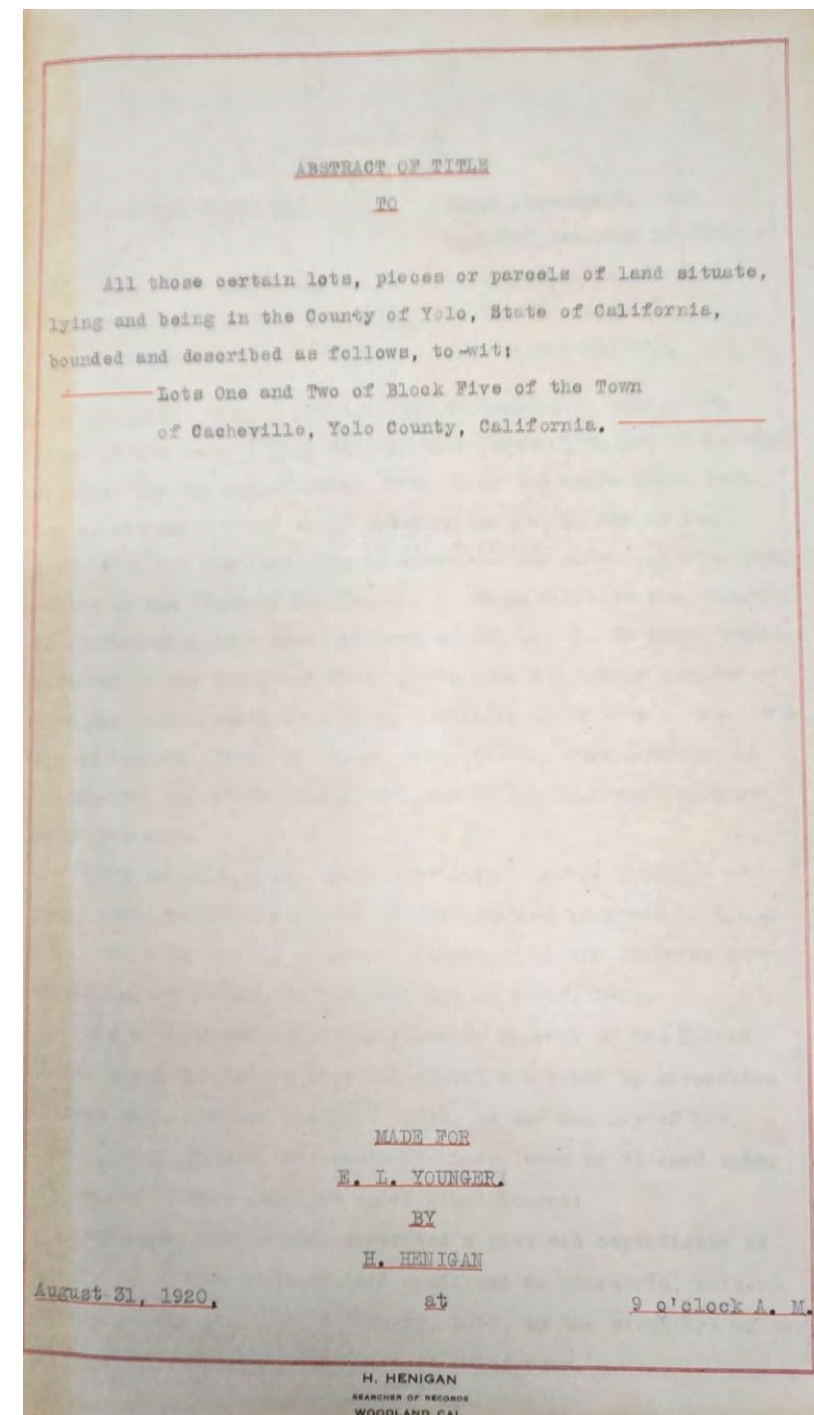 ABSTRACT OF TITLE
TO
All those certain lots, pieces or parcels of land situate,
lying and being in the County of Yolo, State of California,
bounded and described as follows, to-wit:
Lots One and Two of Block Five of the Town
of Cacheville, Yolo County, California.
MADE FOR
E. L. YOUNGER.
BY
H. HENIGAN
August 31, 1920, at 9 o'clock A. M.
H. HENIGAN
SEARCHER OF RECORDS
WOODLAND CAL.